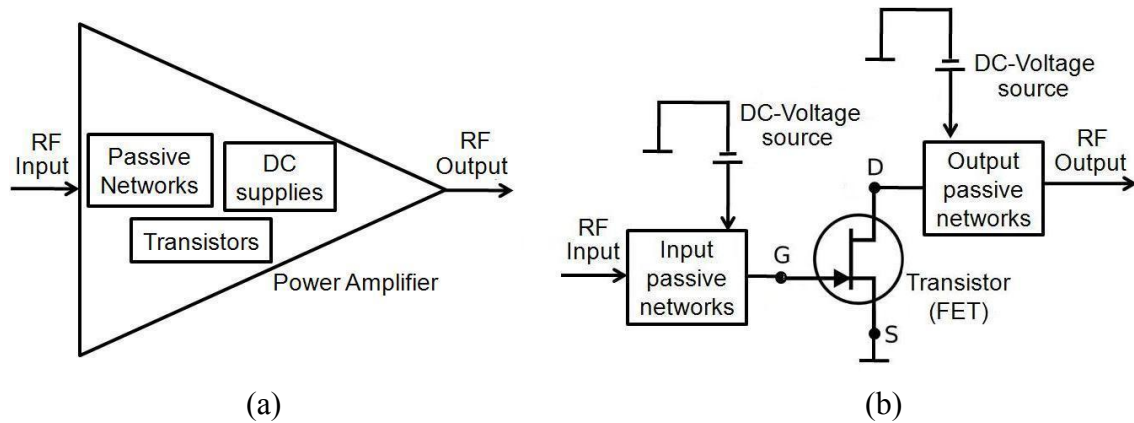 RF
Input
Passive
Networks
DC
supplies
Transistors
Power Amplifier
RF
Output
(a)
DC-Voltage
source
DC-Voltage
source
RF
Input
Input
passive
networks
G
D
S
Transistor
(FET)
Output
passive
networks
RF
Output
(b)